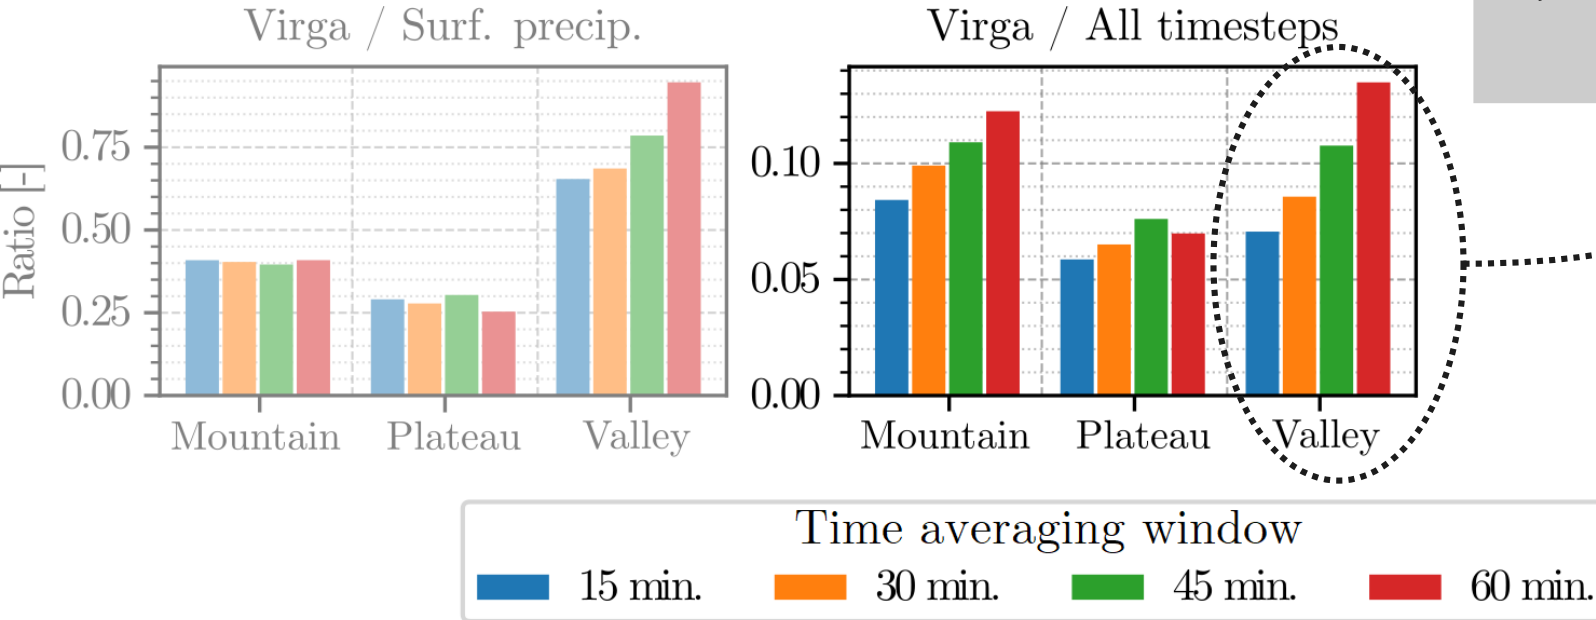 Virga / Surf. precip.
Virga / All timesteps
Ratio [-]
0.75
0.50
0.25
0.00
Mountain Plateau Valley
0.10
0.05
0.00
Mountain Plateau Valley
Time averaging window
15 min. 30 min. 45 min. 60 min.